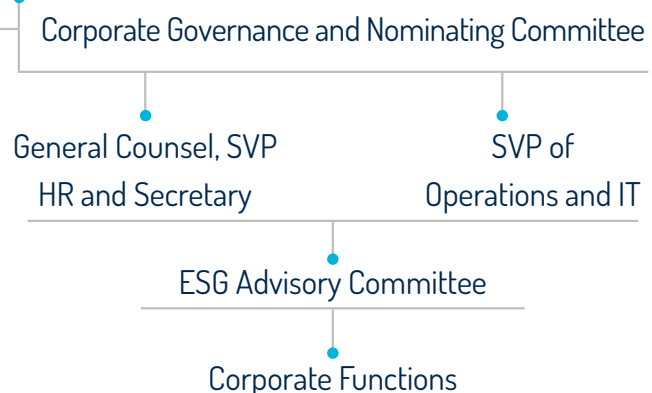 Corporate Governance and Nominating Committee
General Counsel, SVP
HR and Secretary
SVP of
Operations and IT
ESG Advisory Committee
Corporate Functions